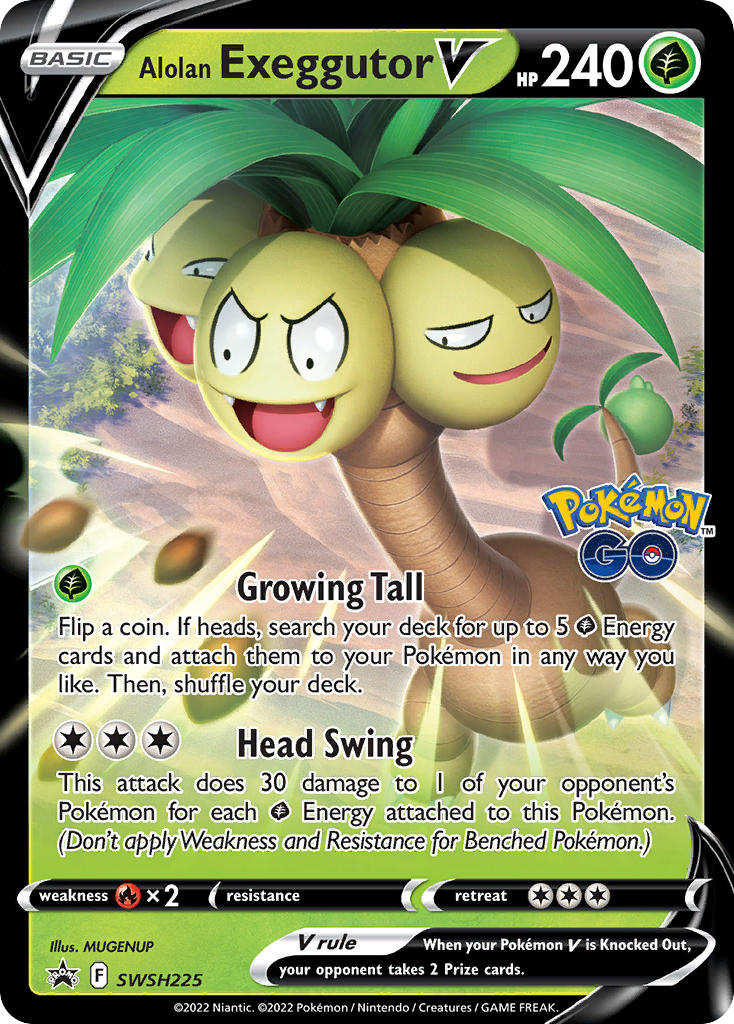 BASIC
Alolan Exeggutor V
HP 240
Pokémon
GO
TM
Growing Tall
Flip a coin. If heads, search your deck for up to 5 Energy
cards and attach them to your Pokémon in any way you
like. Then, shuffle your deck.
Head Swing
This attack does 30 damage to 1 of your opponent's
Pokémon for each Energy attached to this Pokémon.
(Don't apply Weakness and Resistance for Benched Pokémon.)
weakness ×2 resistance retreat
Illus. MUGENUP
V rule
When your Pokémon V is Knocked Out,
your opponent takes 2 Prize cards.
PROMO
F
SWSH225
©2022 Niantic. ©2022 Pokémon / Nintendo / Creatures / GAME FREAK.